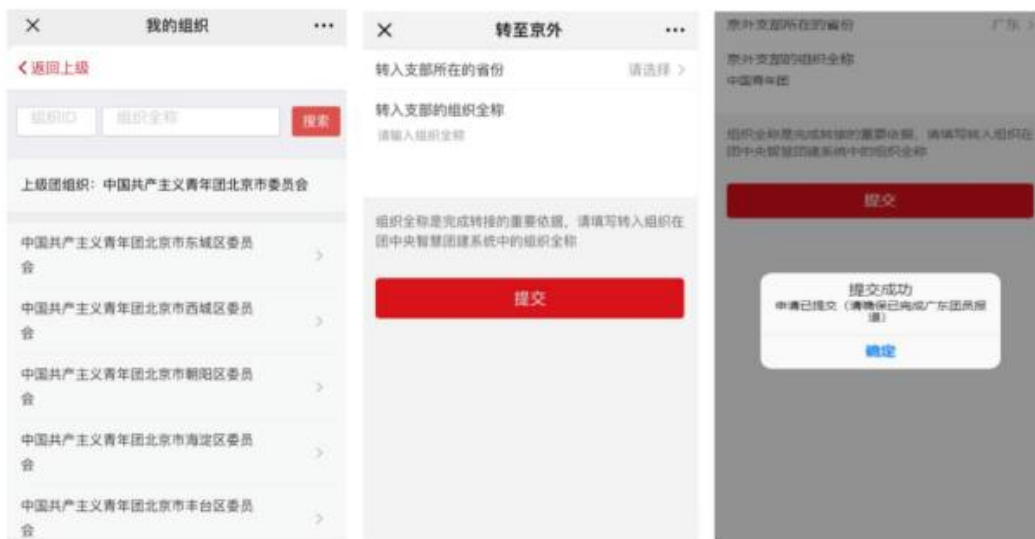 我的组织
返回上级
组织ID
组织全称
搜索
上级团组织：中国共产主义青年团北京市委员会
中国共产主义青年团北京市东城区委员
会
中国共产主义青年团北京市西城区委员
会
中国共产主义青年团北京市朝阳区委员
会
中国共产主义青年团北京市海淀区委员
会
中国共产主义青年团北京市丰台区委员
会
转至京外
转入支部所在的省份 请选择
转入支部的组织全称
请输入组织全称
组织全称是完成转接的重要依据，请填写转入组织在
团中央智慧团建系统中的组织全称
提交
京外支部所在的省份 广东
京外支部的组织全称
中国青年团
组织全称是完成转接的重要依据，请填写转入组织在
团中央智慧团建系统中的组织全称
提交
提交成功
申请已提交（请确保已完成广东团员报
道）
确定